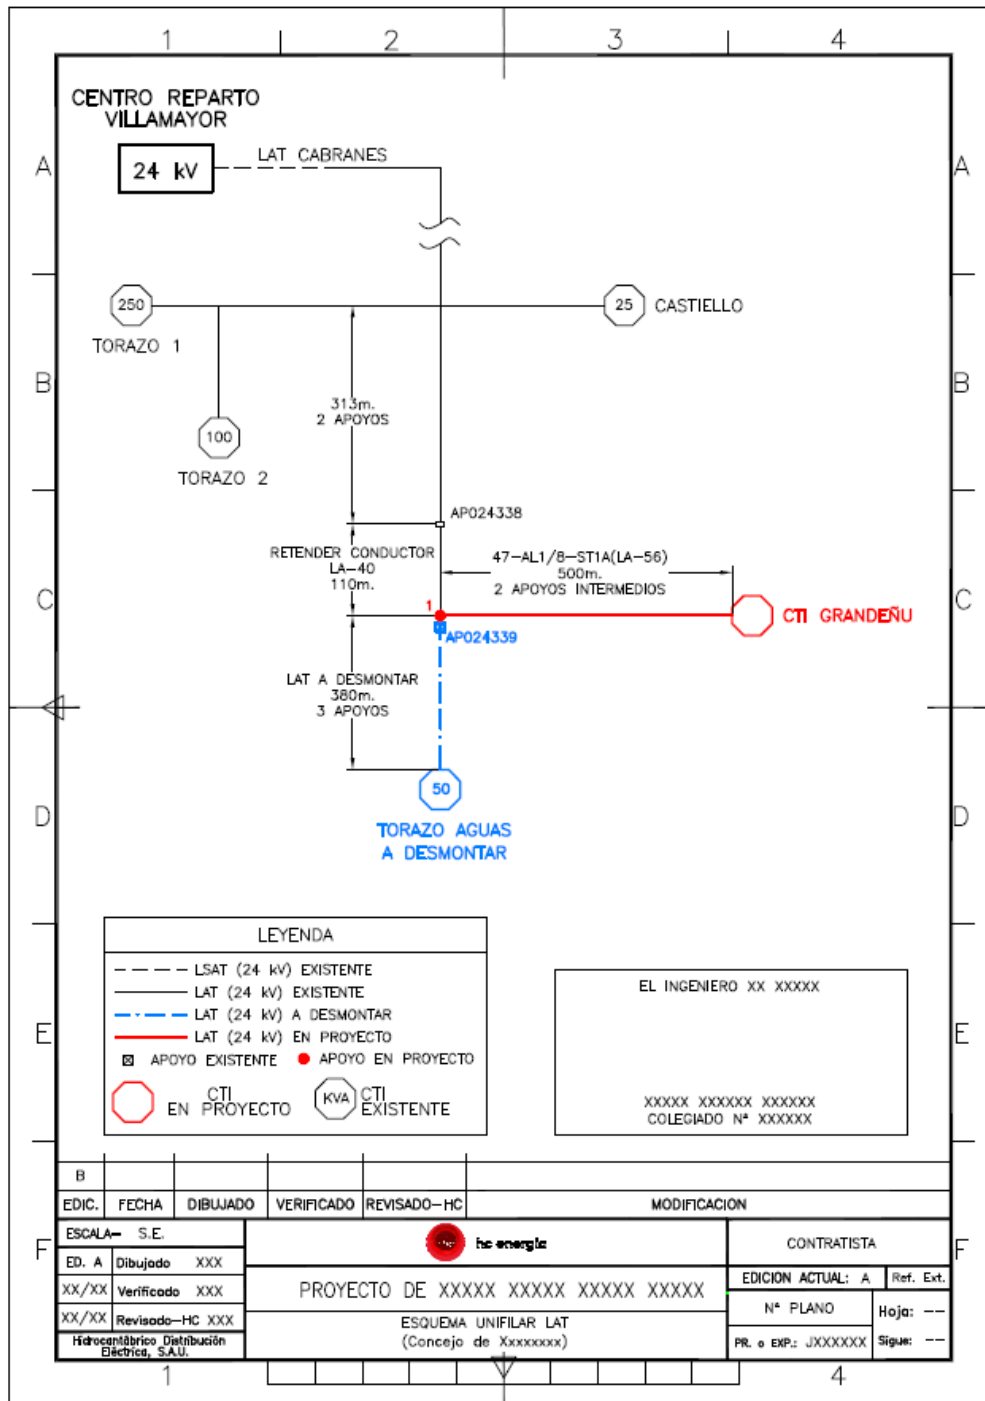 1 2 3 4
CENTRO REPARTO
VILLAMAYOR
A A
LAT CABRANES
24 kV
250
25 CASTIELLO
TORAZO 1
B B
313m.
2 APOYOS
100
TORAZO 2
AP024338
RETENDER CONDUCTOR
LA-40
110m.
47-AL1/8-ST1A(LA-56)
500m.
2 APOYOS INTERMEDIOS
C C
1
CTI GRANDEÑU
AP024339
LAT A DESMONTAR
380m.
3 APOYOS
50
D D
TORAZO AGUAS
A DESMONTAR
LEYENDA
LSAT (24 kV) EXISTENTE
LAT (24 kV) EXISTENTE
LAT (24 kV) A DESMONTAR
LAT (24 kV) EN PROYECTO
APOYO EXISTENTE APOYO EN PROYECTO
CTI
EN PROYECTO
KVA
CTI
EXISTENTE
EL INGENIERO XX XXXXX
E E
XXXXX XXXXXX XXXXXX
COLEGIADO Nª XXXXXX
B
EDIC. FECHA DIBUJADO VERIFICADO REVISADO-HC MODIFICACION
F F
ESCALA- S.E.
ED. A Dibujado XXX
XX/XX Verificado XXX
XX/XX Revisado-HC XXX
Hidrocantábrico Distribución
Eléctrica, S.A.U.
hc energía
PROYECTO DE XXXXX XXXXX XXXXX XXXXX
ESQUEMA UNIFILAR LAT
(Concejo de Xxxxxxxx)
CONTRATISTA
EDICION ACTUAL: A Ref. Ext.
Nª PLANO Hoja: --
PR. o EXP.: JXXXXXX Sigue: --
1 4